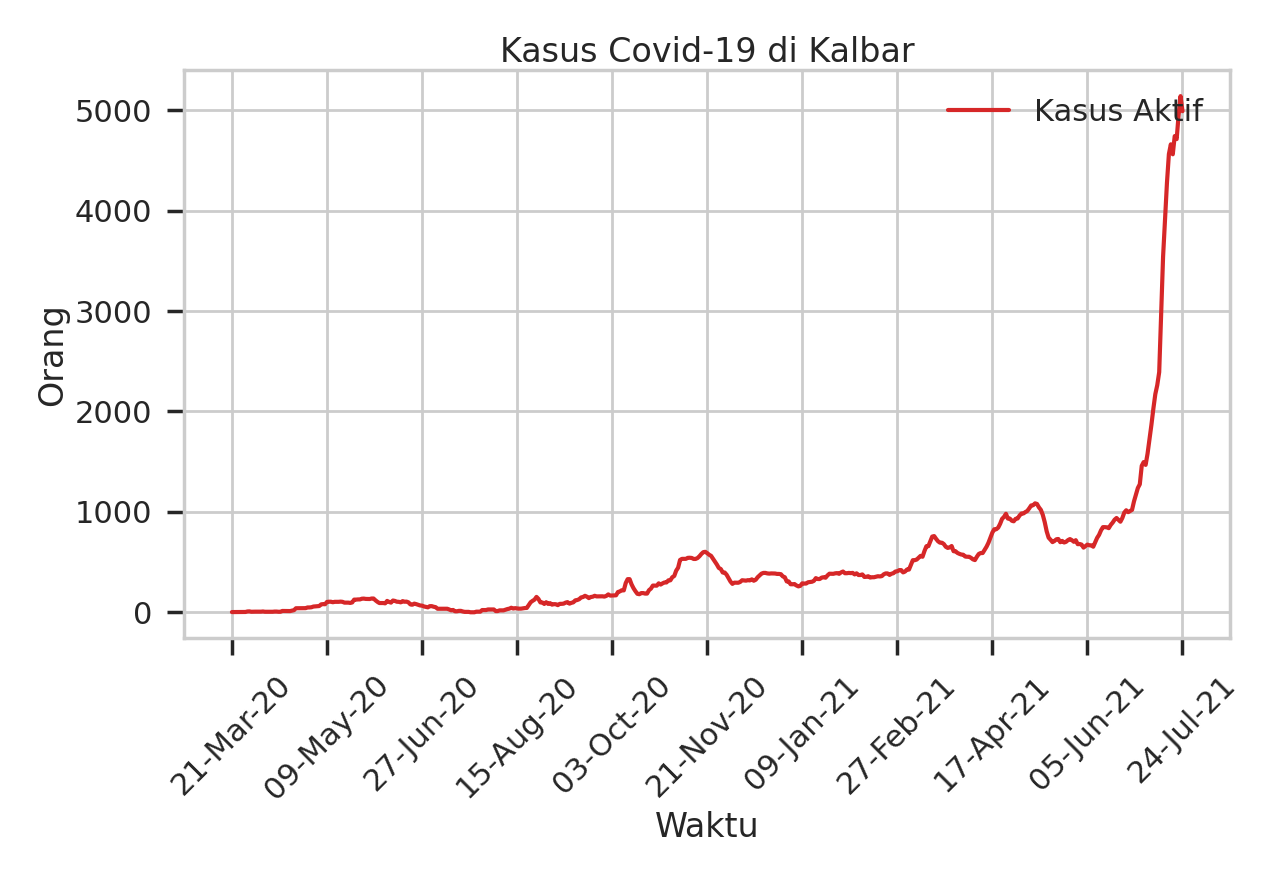 Kasus Covid-19 di Kalbar
Kasus Aktif
5000
4000
3000
2000
1000
0
Orang
21-Mar-20
09-May-20
27-Jun-20
15-Aug-20
03-Oct-20
21-Nov-20
09-Jan-21
27-Feb-21
17-Apr-21
05-Jun-21
24-Jul-21
Waktu